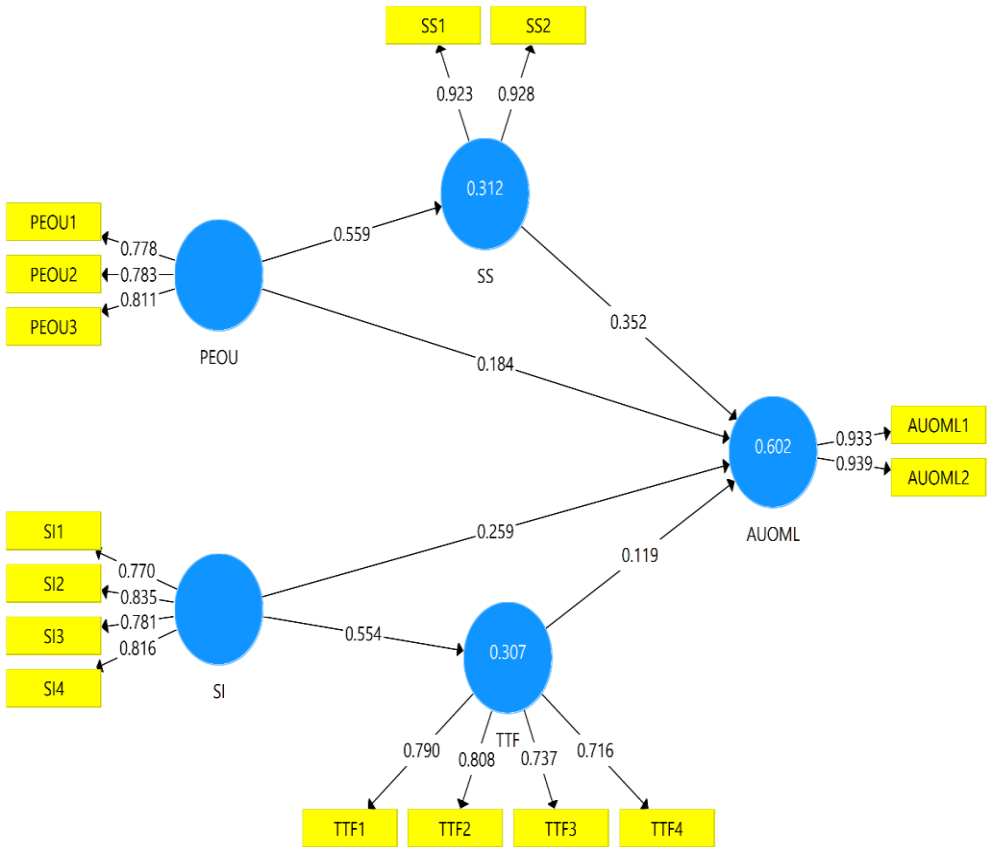 SS1 SS2
0.923 0.928
0.312
SS
PEOU1
PEOU2
PEOU3
0.778
0.783
0.811
PEOU
0.559
0.184
0.352
0.602
AUOML
0.933
0.939
AUOML1
AUOML2
SI1
SI2
SI3
SI4
0.770
0.835
0.781
0.816
SI
0.259
0.554
0.119
0.307
TTF
0.790 0.808 0.737 0.716
TTF1 TTF2 TTF3 TTF4